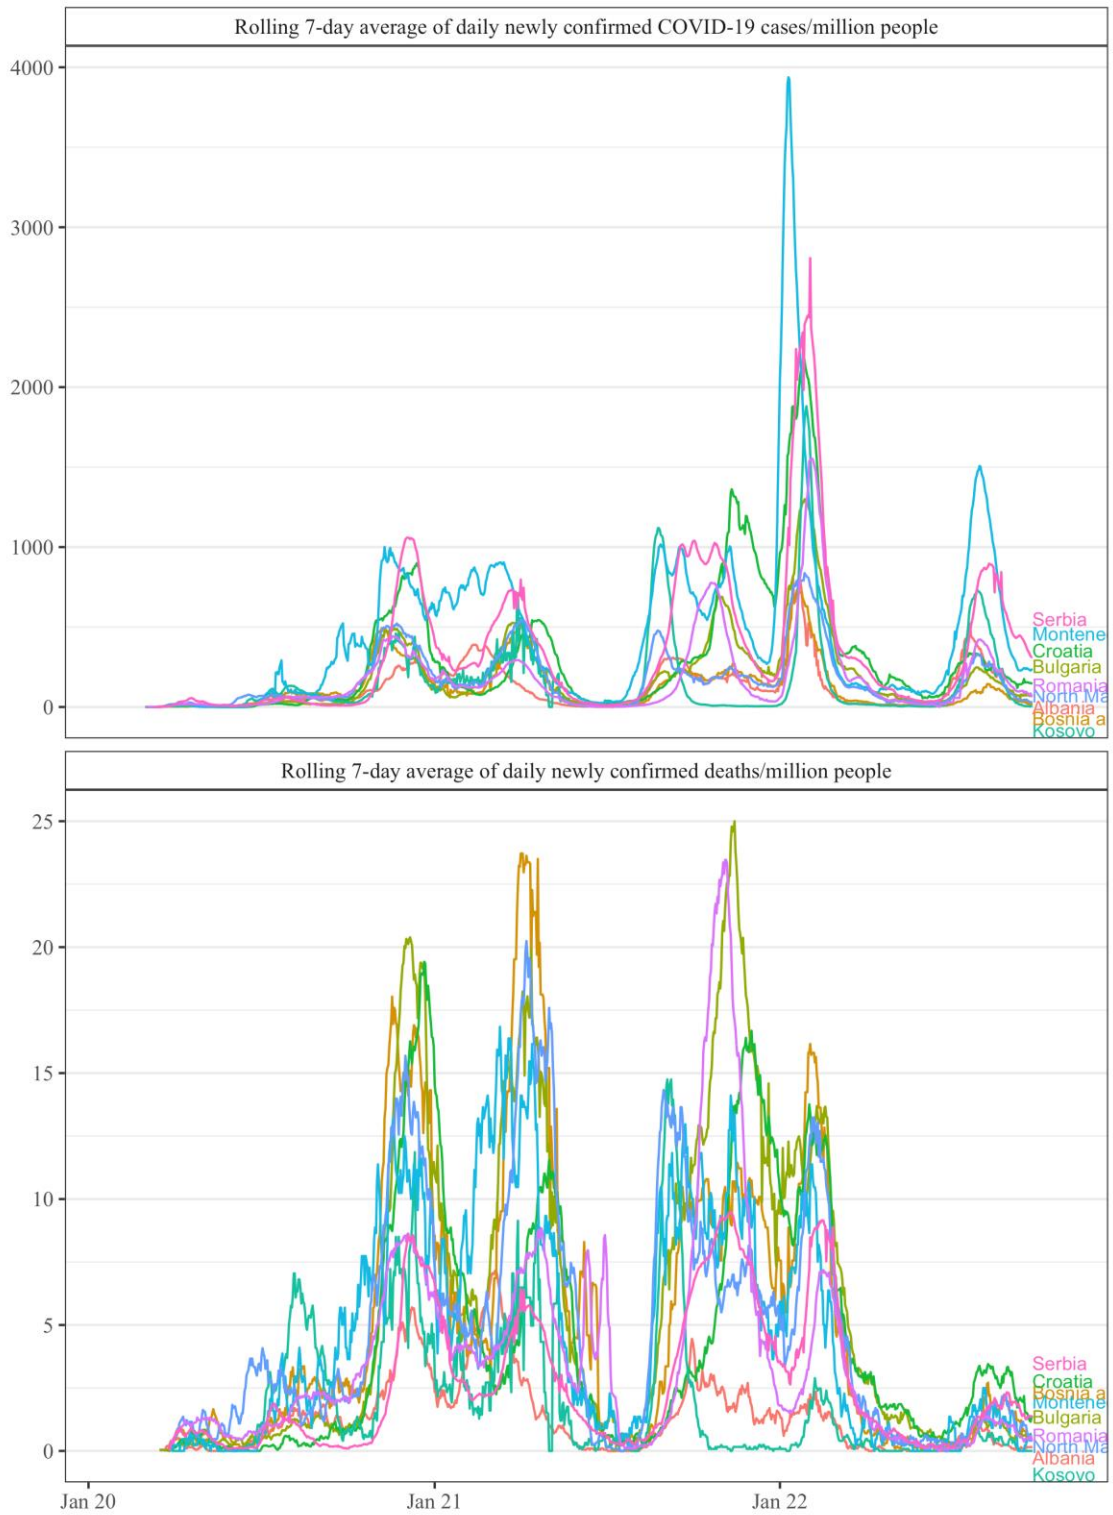 Rolling 7-day average of daily newly confirmed COVID-19 cases/million people
4000
3000
2000
1000
0
Serbia
Montene
Croatia
Bulgaria
Romania
North Ma
Albania
Bosnia a
Kosovo
Rolling 7-day average of daily newly confirmed deaths/million people
25
20
15
10
5
0
Serbia
Croatia
Bosnia a
Montene
Bulgaria
Romania
North Ma
Albania
Kosovo
Jan 20
Jan 21
Jan 22